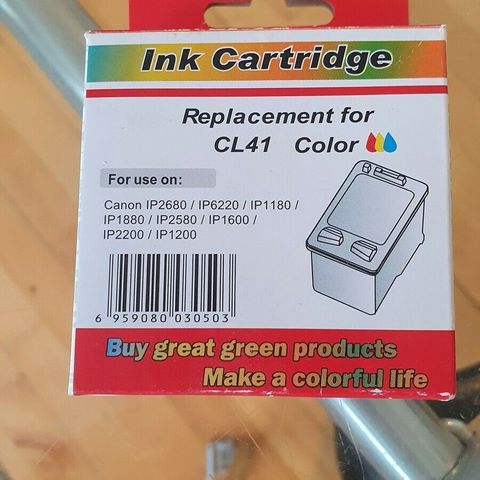 Ink Cartridge
Replacement for
CL41 Color
For use on:
Canon IP2680 / IP6220 / IP1180 /
IP1880 / IP2580 / IP1600 /
IP2200 / IP1200
6 959080 030503
Buy great green products
Make a colorful life